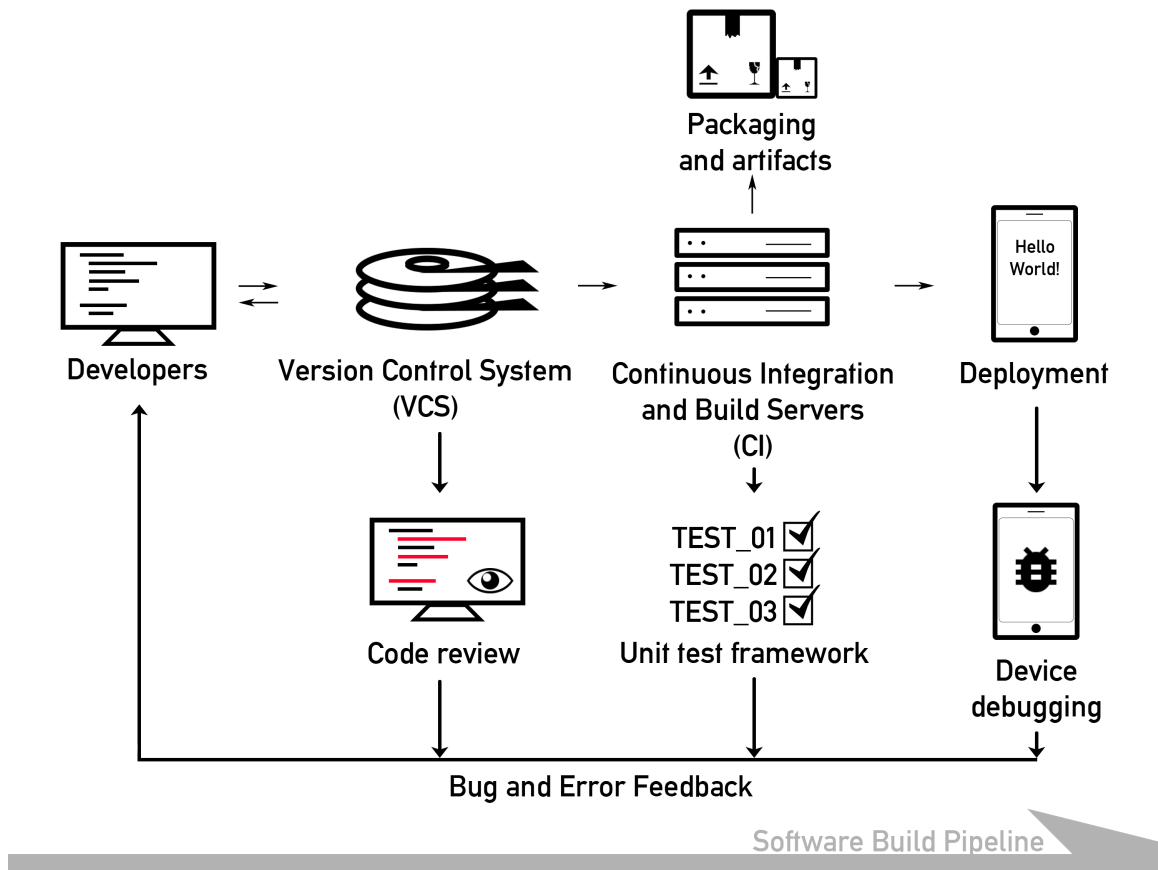 Packaging
and artifacts
Hello
World!
Developers
Version Control System
(VCS)
Continuous Integration
and Build Servers
(CI)
Deployment
TEST_01
TEST_02
TEST_03
Code review
Unit test framework
Device
debugging
Bug and Error Feedback
Software Build Pipeline